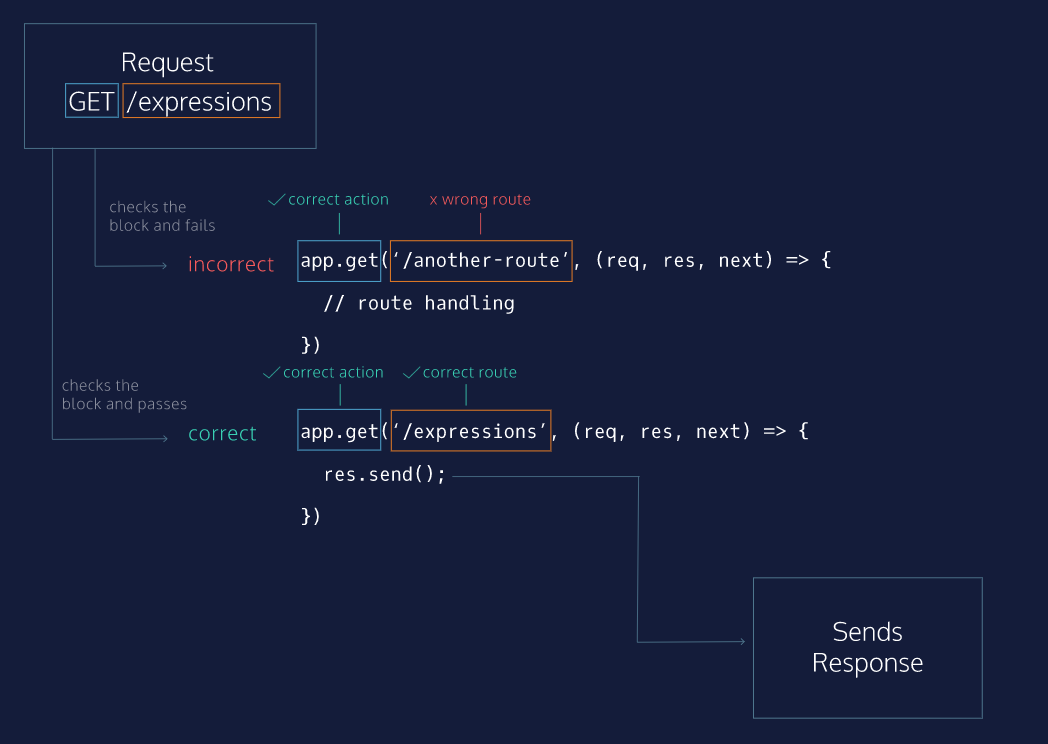 Request
GET /expressions
checks the
block and fails
✓ correct action
x wrong route
incorrect
app.get(‘/another-route’, (req, res, next) => {
// route handling
})
checks the
block and passes
✓ correct action
✓ correct route
correct
app.get(‘/expressions’, (req, res, next) => {
res.send();
})
Sends
Response